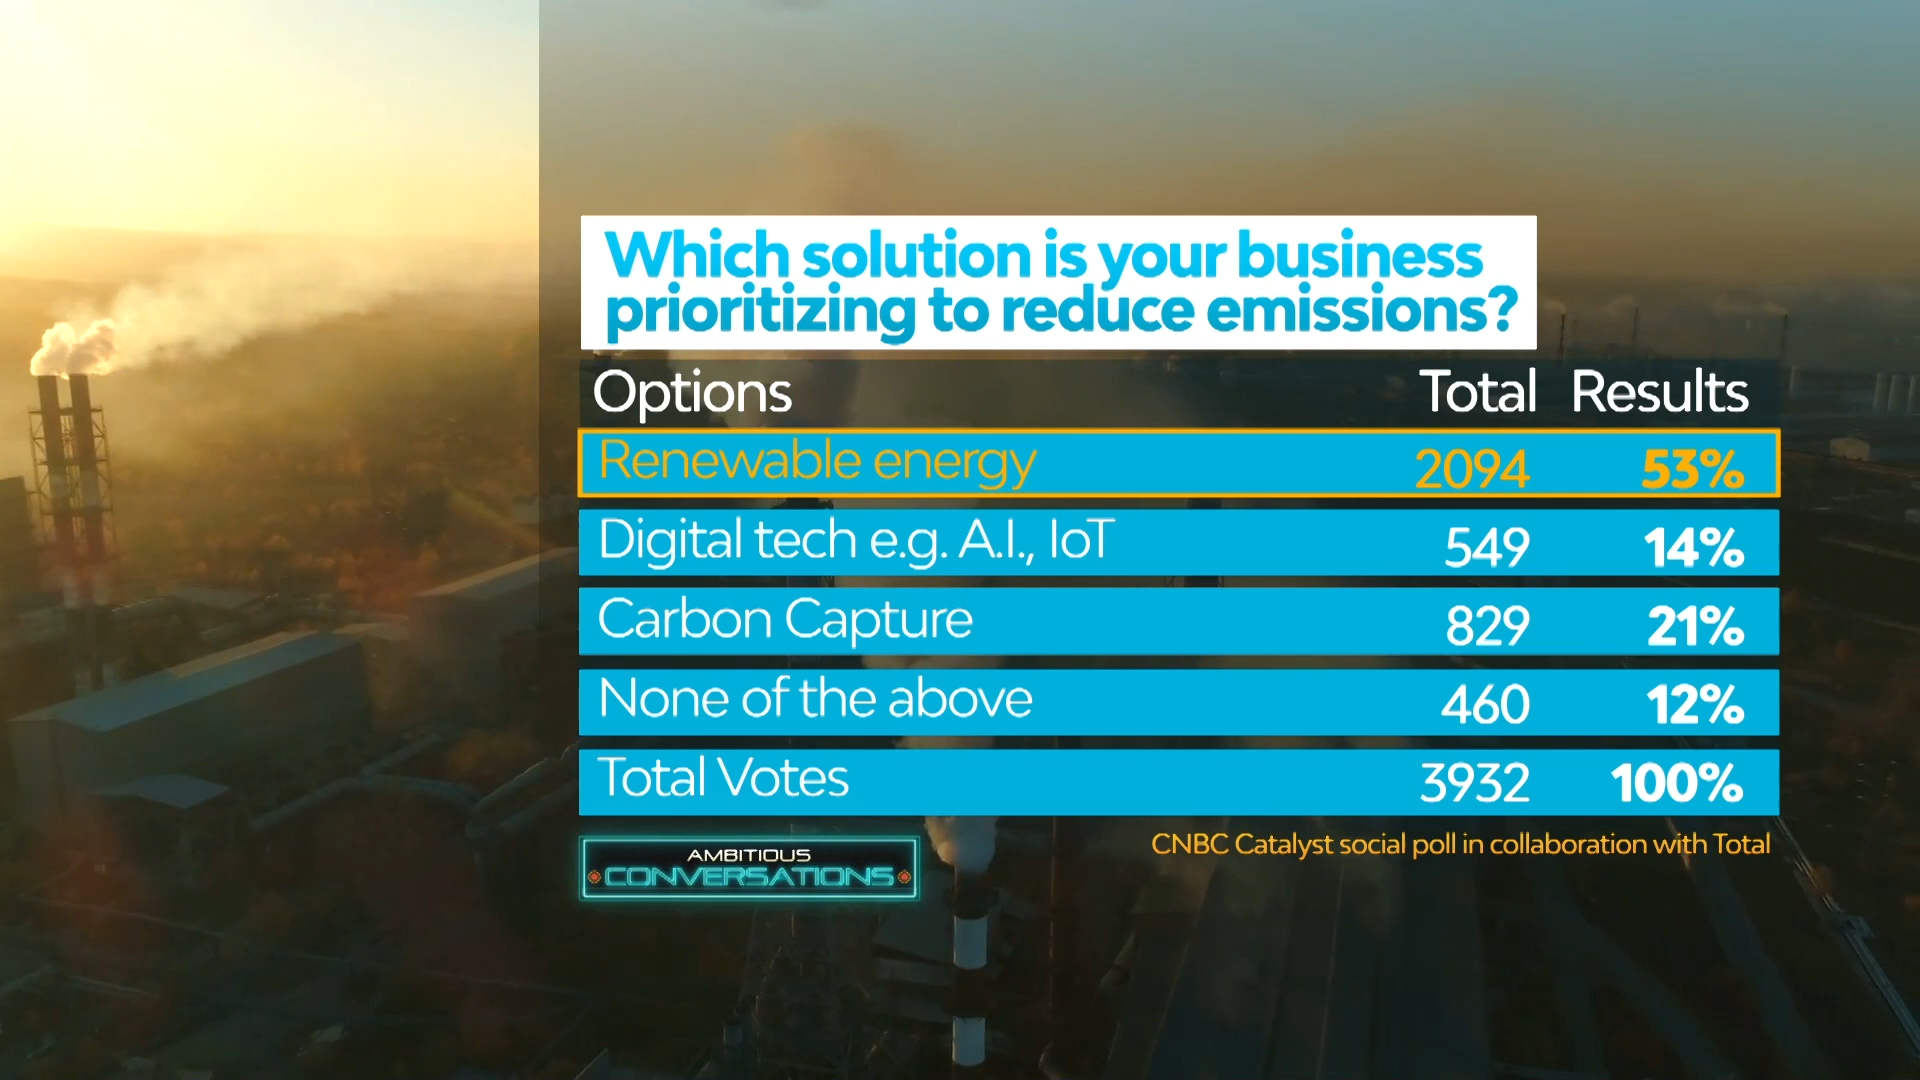 Which solution is your business
prioritizing to reduce emissions?
Options Total Results
Renewable energy 2094 53%
Digital tech e.g. A.I., IoT 549 14%
Carbon Capture 829 21%
None of the above 460 12%
Total Votes 3932 100%
CNBC Catalyst social poll in collaboration with Total
AMBITIOUS
CONVERSATIONS